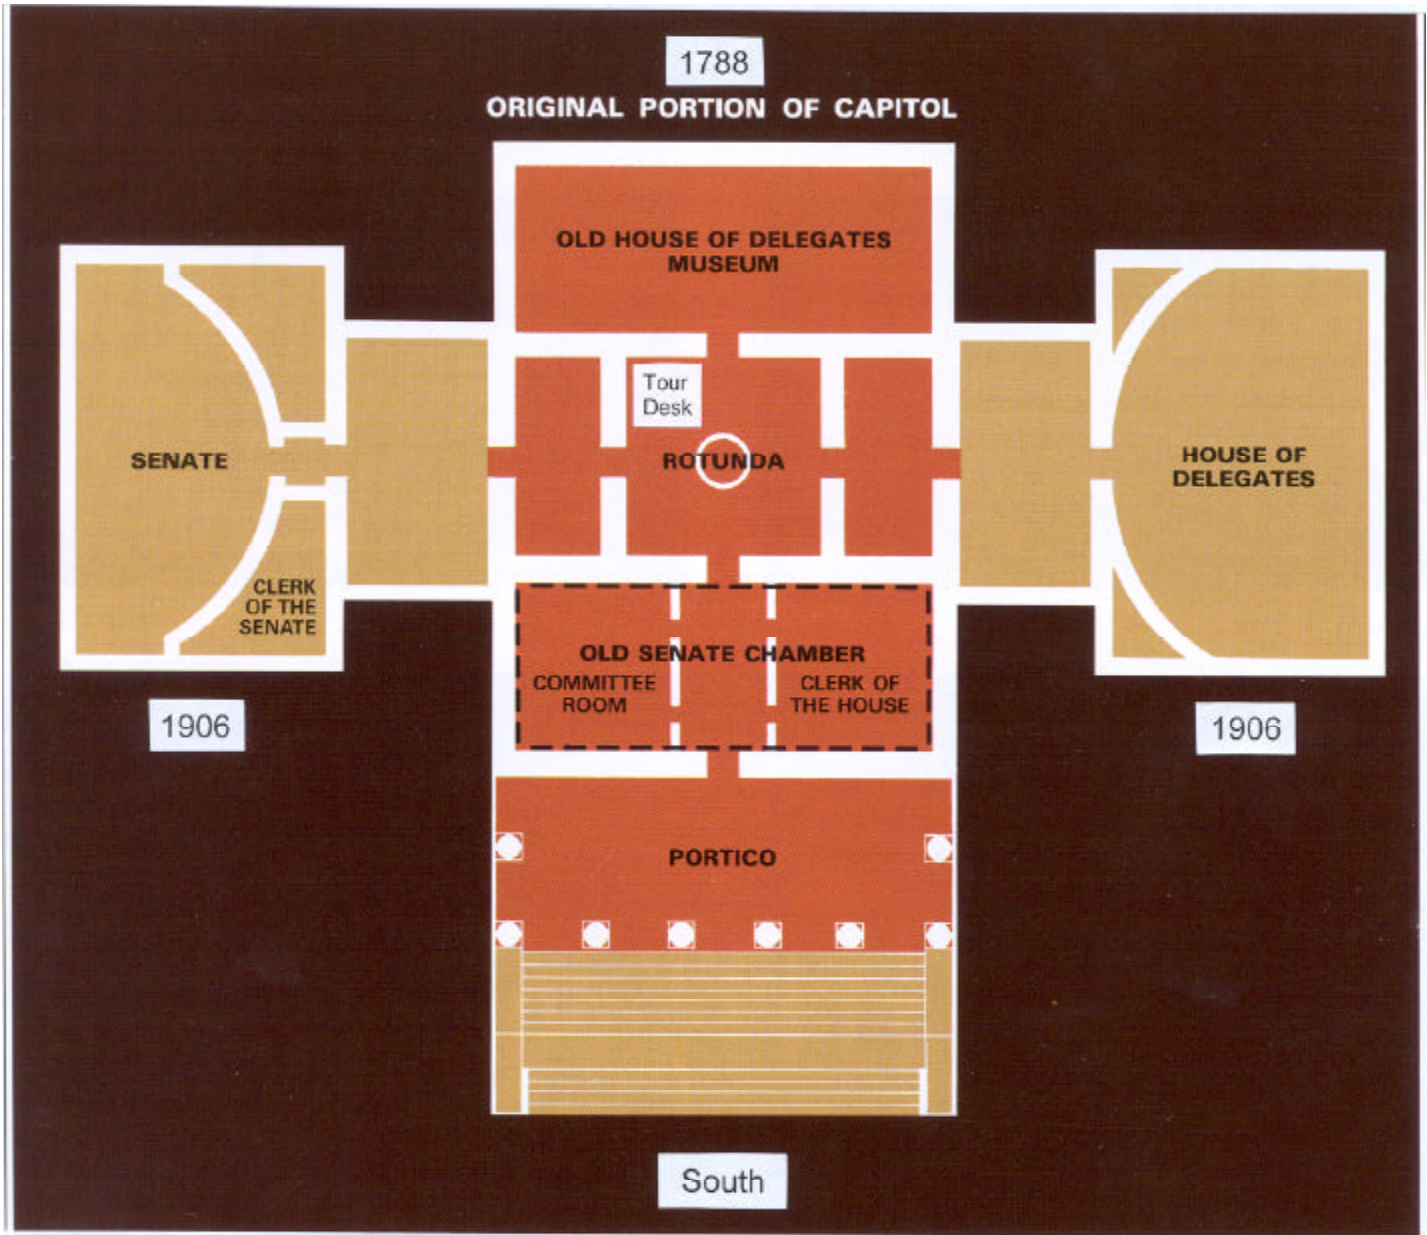 1788
ORIGINAL PORTION OF CAPITOL
OLD HOUSE OF DELEGATES
MUSEUM
Tour
Desk
ROTUNDA
SENATE
HOUSE OF
DELEGATES
CLERK
OF THE
SENATE
OLD SENATE CHAMBER
COMMITTEE
ROOM
CLERK OF
THE HOUSE
1906
1906
PORTICO
South